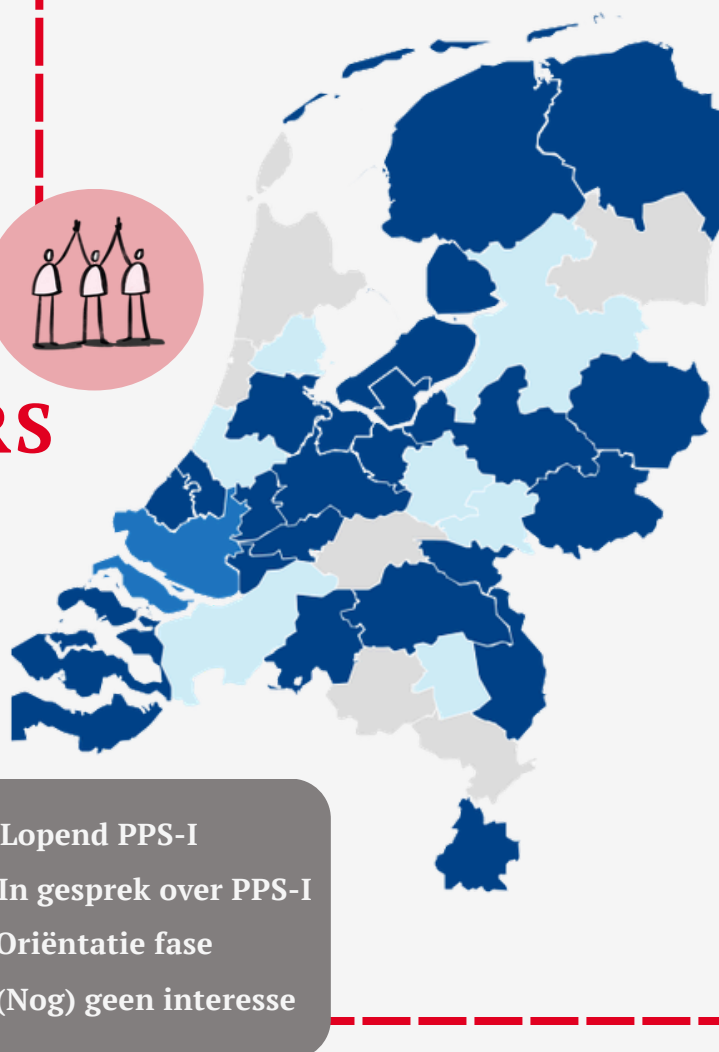 RS
Lopend PPS-I
In gesprek over PPS-I
Oriëntatie fase
(Nog) geen interesse